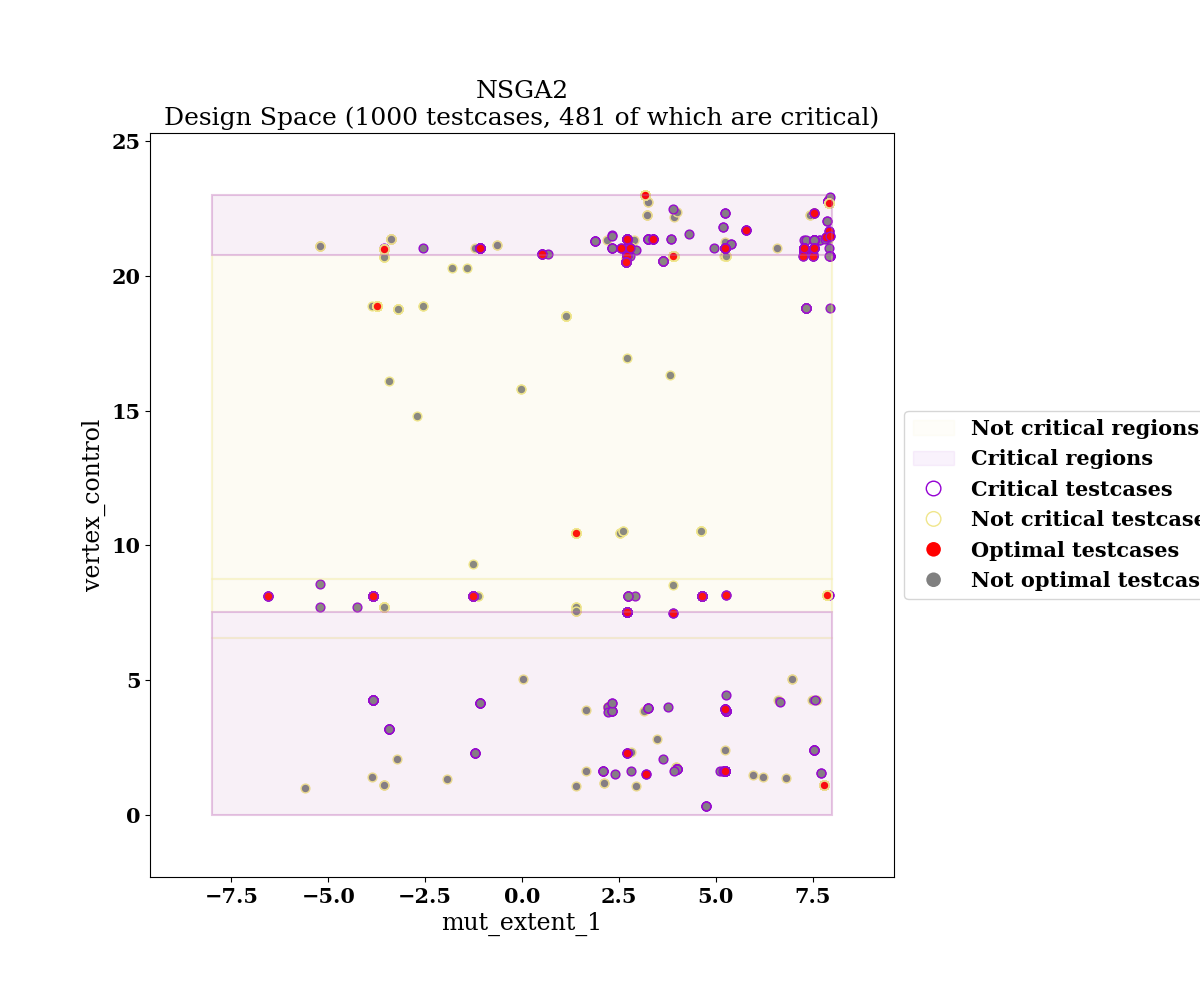 NSGA2
Design Space (1000 testcases, 481 of which are critical)
25
20
15
10
5
0
vertex_control
−7.5 −5.0 −2.5 0.0 2.5 5.0 7.5
mut_extent_1
Not critical regions
Critical regions
Critical testcases
Not critical testcase
Optimal testcases
Not optimal testcas